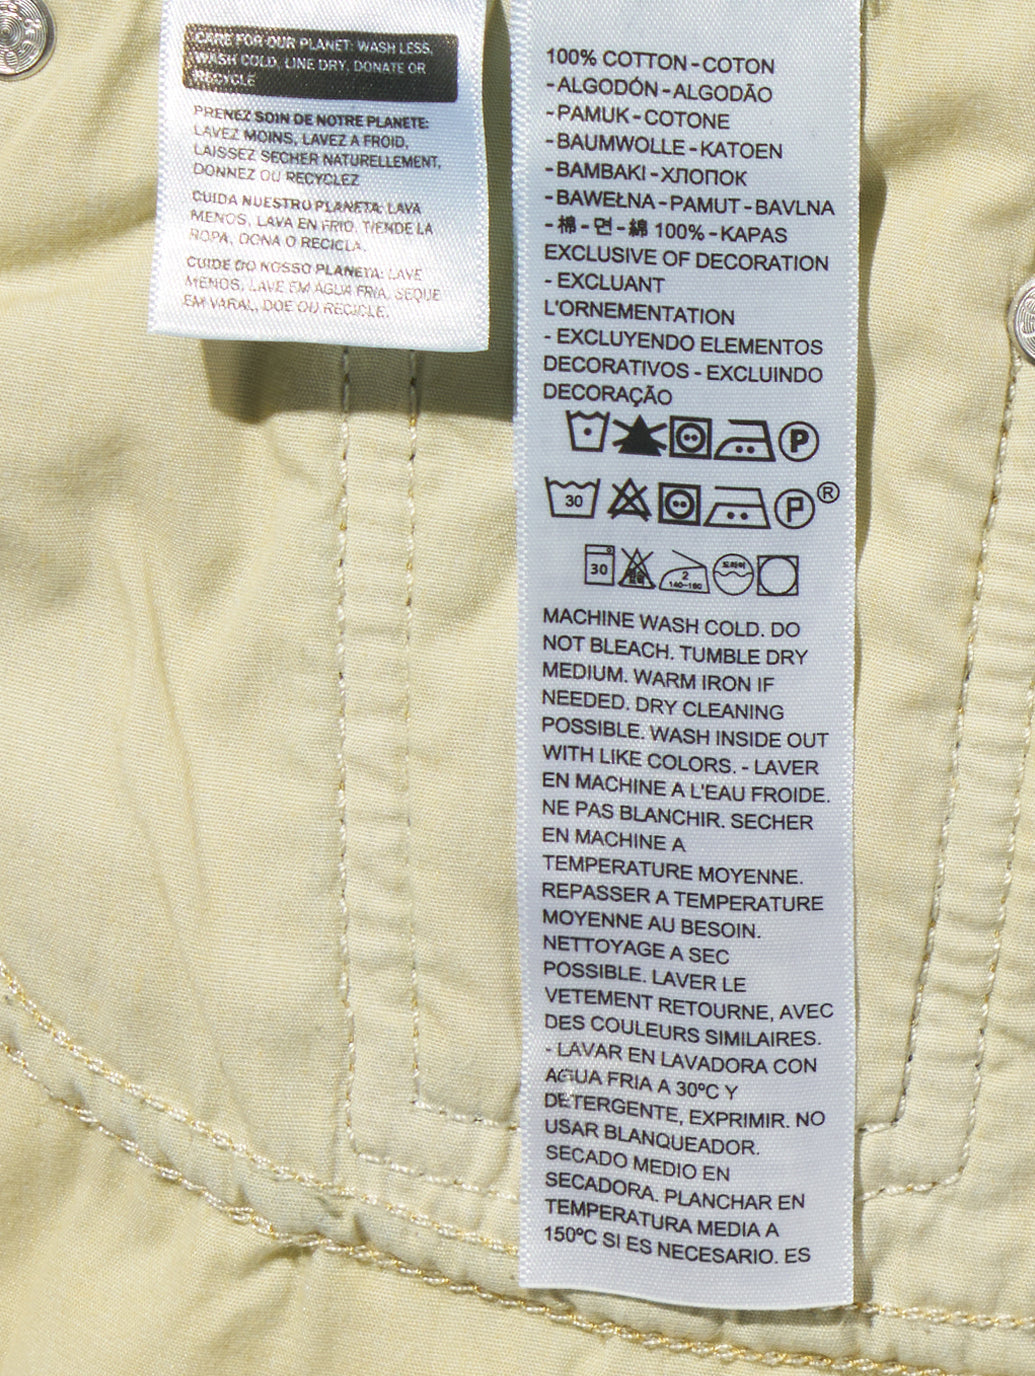 CARE FOR OUR PLANET: WASH LESS,
WASH COLD, LINE DRY, DONATE OR
RECYCLE
PRENEZ SOIN DE NOTRE PLANETE:
LAVEZ MOINS, LAVEZ A FROID,
LAISSEZ SECHER NATURELLEMENT,
DONNEZ OU RECYCLEZ
CUIDA NUESTRO PLANETA: LAVA
MENOS, LAVA EN FRIO, TIENDE LA
ROPA, DONA O RECICLA.
CUIDE DO NOSSO PLANETA: LAVE
MENOS, LAVE EM AGUA FRIA, SEQUE
EM VARAL, DOE OU RECICLE.
100% COTTON - COTON
- ALGODÓN - ALGODÃO
- PAMUK - COTONE
- BAUMWOLLE - KATOEN
- BAMBAKI - ХЛОПОК
- BAWEŁNA - PAMUT - BAVLNA
- 棉 - 면 - 綿 100% - KAPAS
EXCLUSIVE OF DECORATION
- EXCLUANT
L'ORNEMENTATION
- EXCLUYENDO ELEMENTOS
DECORATIVOS - EXCLUINDO
DECORAÇÃO
P
30 P ®
30 2 140~160 드라이
MACHINE WASH COLD. DO
NOT BLEACH. TUMBLE DRY
MEDIUM. WARM IRON IF
NEEDED. DRY CLEANING
POSSIBLE. WASH INSIDE OUT
WITH LIKE COLORS. - LAVER
EN MACHINE A L'EAU FROIDE.
NE PAS BLANCHIR. SECHER
EN MACHINE A
TEMPERATURE MOYENNE.
REPASSER A TEMPERATURE
MOYENNE AU BESOIN.
NETTOYAGE A SEC
POSSIBLE. LAVER LE
VETEMENT RETOURNE, AVEC
DES COULEURS SIMILAIRES.
- LAVAR EN LAVADORA CON
AGUA FRIA A 30ºC Y
DETERGENTE, EXPRIMIR. NO
USAR BLANQUEADOR.
SECADO MEDIO EN
SECADORA. PLANCHAR EN
TEMPERATURA MEDIA A
150ºC SI ES NECESARIO. ES